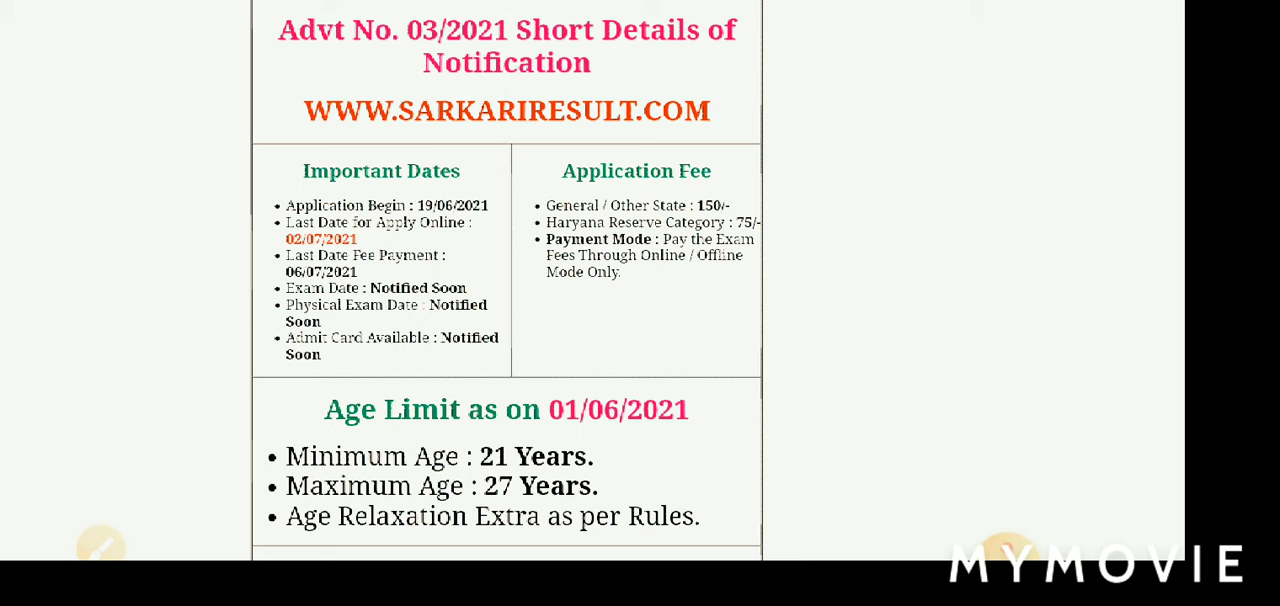 Advt No. 03/2021 Short Details of
Notification
WWW.SARKARIRESULT.COM
Important Dates
• Application Begin : 19/06/2021
• Last Date for Apply Online :
02/07/2021
• Last Date Fee Payment :
06/07/2021
• Exam Date : Notified Soon
• Physical Exam Date : Notified
Soon
• Admit Card Available : Notified
Soon
Application Fee
• General / Other State : 150/-
• Haryana Reserve Category : 75/-
• Payment Mode : Pay the Exam
Fees Through Online / Offline
Mode Only.
Age Limit as on 01/06/2021
• Minimum Age : 21 Years.
• Maximum Age : 27 Years.
• Age Relaxation Extra as per Rules.
MYMOVIE